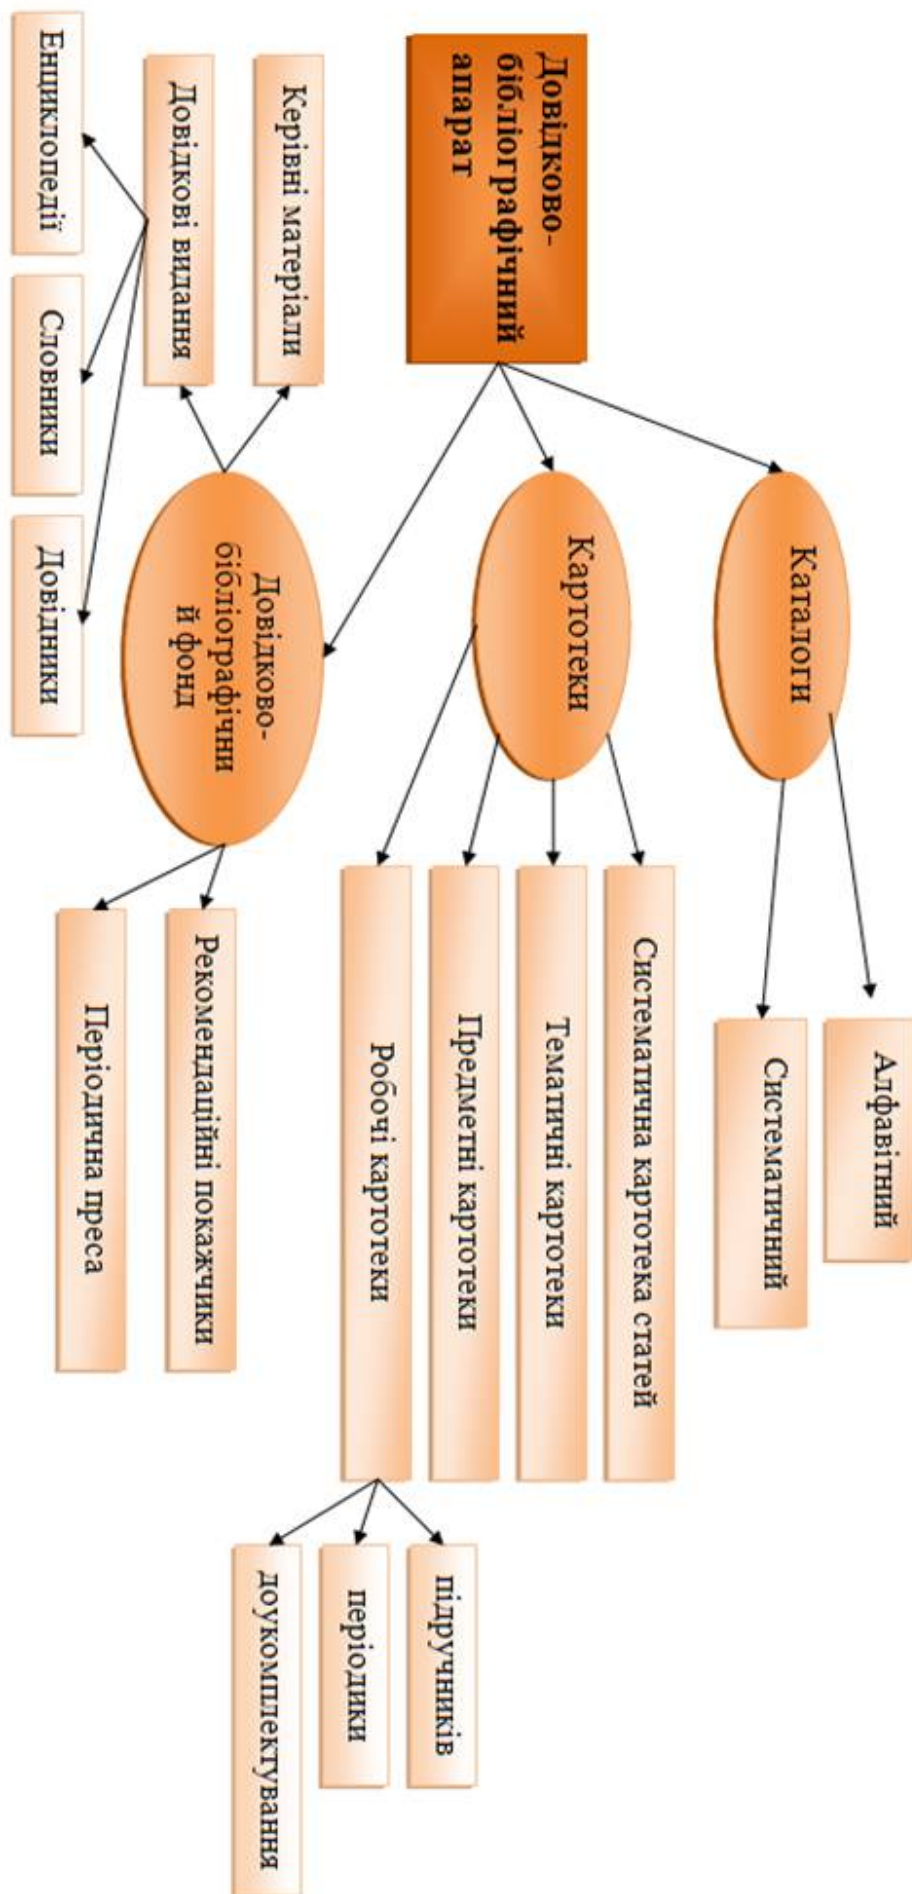 Довідково-
бібліографічний
апарат
Каталоги
Алфавітний
Систематичний
Картотеки
Систематична картотека статей
Тематичні картотеки
Предметні картотеки
Робочі картотеки
підручників
періодики
доукомплектування
Довідково-
бібліографічни
й фонд
Керівні матеріали
Довідкові видання
Енциклопедії
Словники
Довідники
Рекомендаційні покажчики
Періодична преса